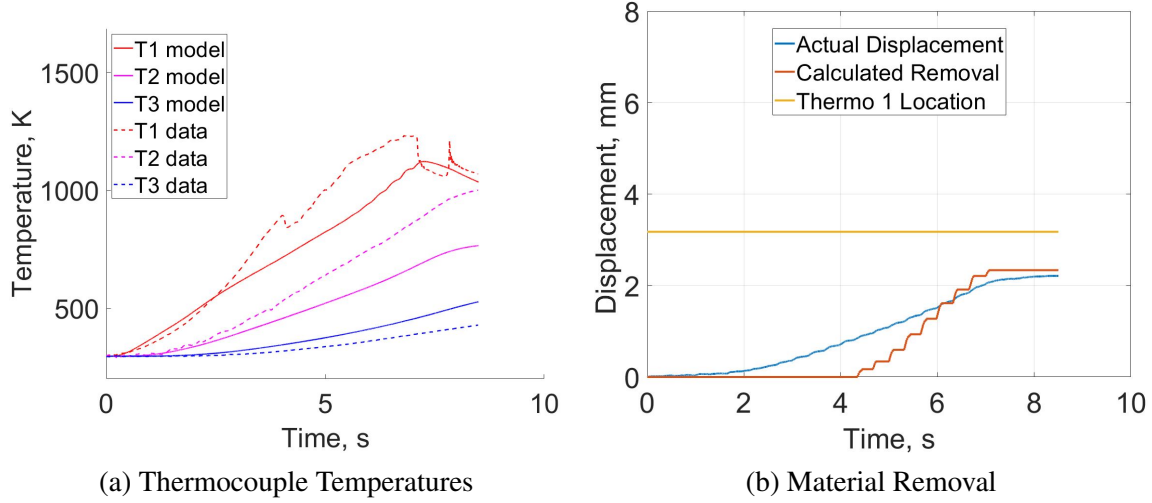 1500
1000
500
0
5
10
Temperature, K
Time, s
T1 model
T2 model
T3 model
T1 data
T2 data
T3 data
(a) Thermocouple Temperatures
8
6
4
2
0
0
2
4
6
8
10
Displacement, mm
Time, s
Actual Displacement
Calculated Removal
Thermo 1 Location
(b) Material Removal